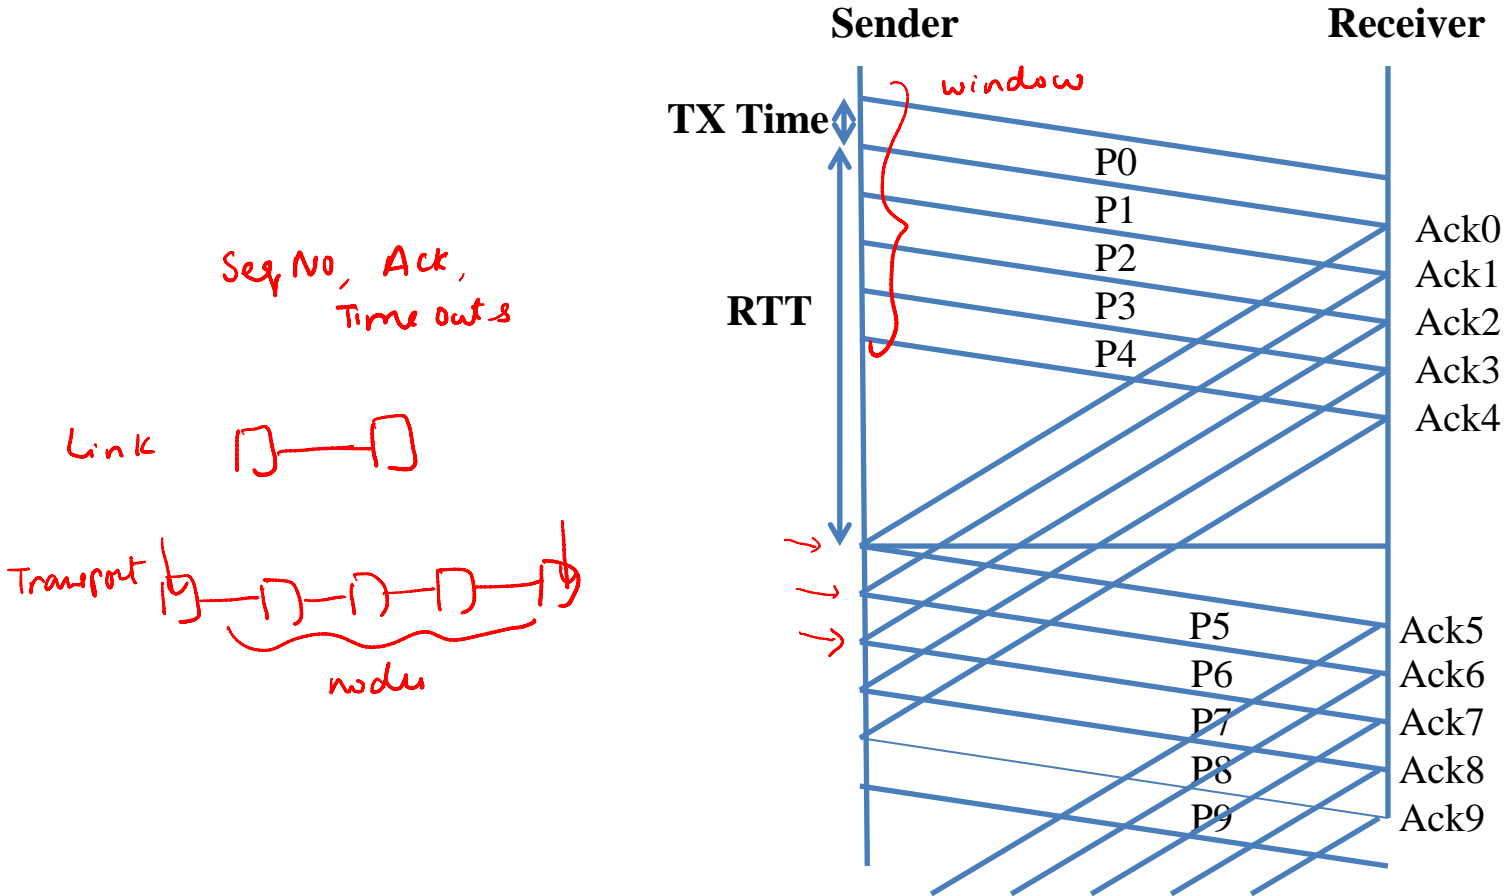 Sender
Receiver
window
TX Time
P0
P1
Ack0
Seq No, Ack,
Time outs
P2
Ack1
RTT
P3
Ack2
P4
Ack3
Ack4
Link
Transport
nodes
P5
Ack5
P6
Ack6
P7
Ack7
P8
Ack8
P9
Ack9